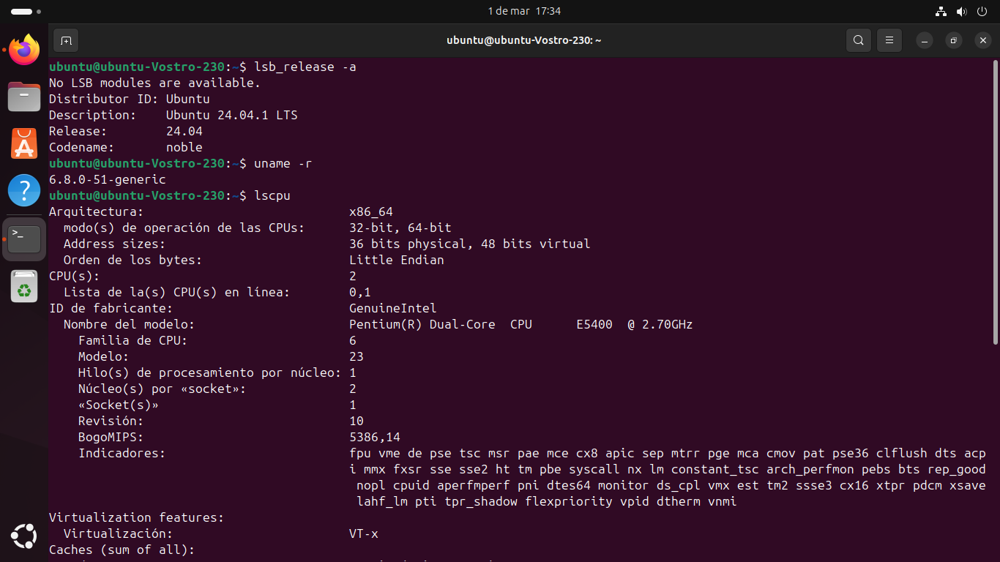 1 de mar 17:34
ubuntu@ubuntu-Vostro-230: ~
ubuntu@ubuntu-Vostro-230:~$ lsb_release -a
No LSB modules are available.
Distributor ID: Ubuntu
Description:    Ubuntu 24.04.1 LTS
Release:        24.04
Codename:       noble
ubuntu@ubuntu-Vostro-230:~$ uname -r
6.8.0-51-generic
ubuntu@ubuntu-Vostro-230:~$ lscpu
Arquitectura:                            x86_64
  modo(s) de operación de las CPUs:      32-bit, 64-bit
  Address sizes:                         36 bits physical, 48 bits virtual
  Orden de los bytes:                    Little Endian
CPU(s):                                  2
  Lista de la(s) CPU(s) en línea:        0,1
ID de fabricante:                        GenuineIntel
  Nombre del modelo:                     Pentium(R) Dual-Core  CPU      E5400  @ 2.70GHz
    Familia de CPU:                      6
    Modelo:                              23
    Hilo(s) de procesamiento por núcleo: 1
    Núcleo(s) por «socket»:              2
    «Socket(s)»                          1
    Revisión:                            10
    BogoMIPS:                            5386,14
    Indicadores:                         fpu vme de pse tsc msr pae mce cx8 apic sep mtrr pge mca cmov pat pse36 clflush dts acp
                                         i mmx fxsr sse sse2 ht tm pbe syscall nx lm constant_tsc arch_perfmon pebs bts rep_good
                                          nopl cpuid aperfmperf pni dtes64 monitor ds_cpl vmx est tm2 ssse3 cx16 xtpr pdcm xsave
                                          lahf_lm pti tpr_shadow flexpriority vpid dtherm vnmi
Virtualization features:
  Virtualización:                        VT-x
Caches (sum of all):